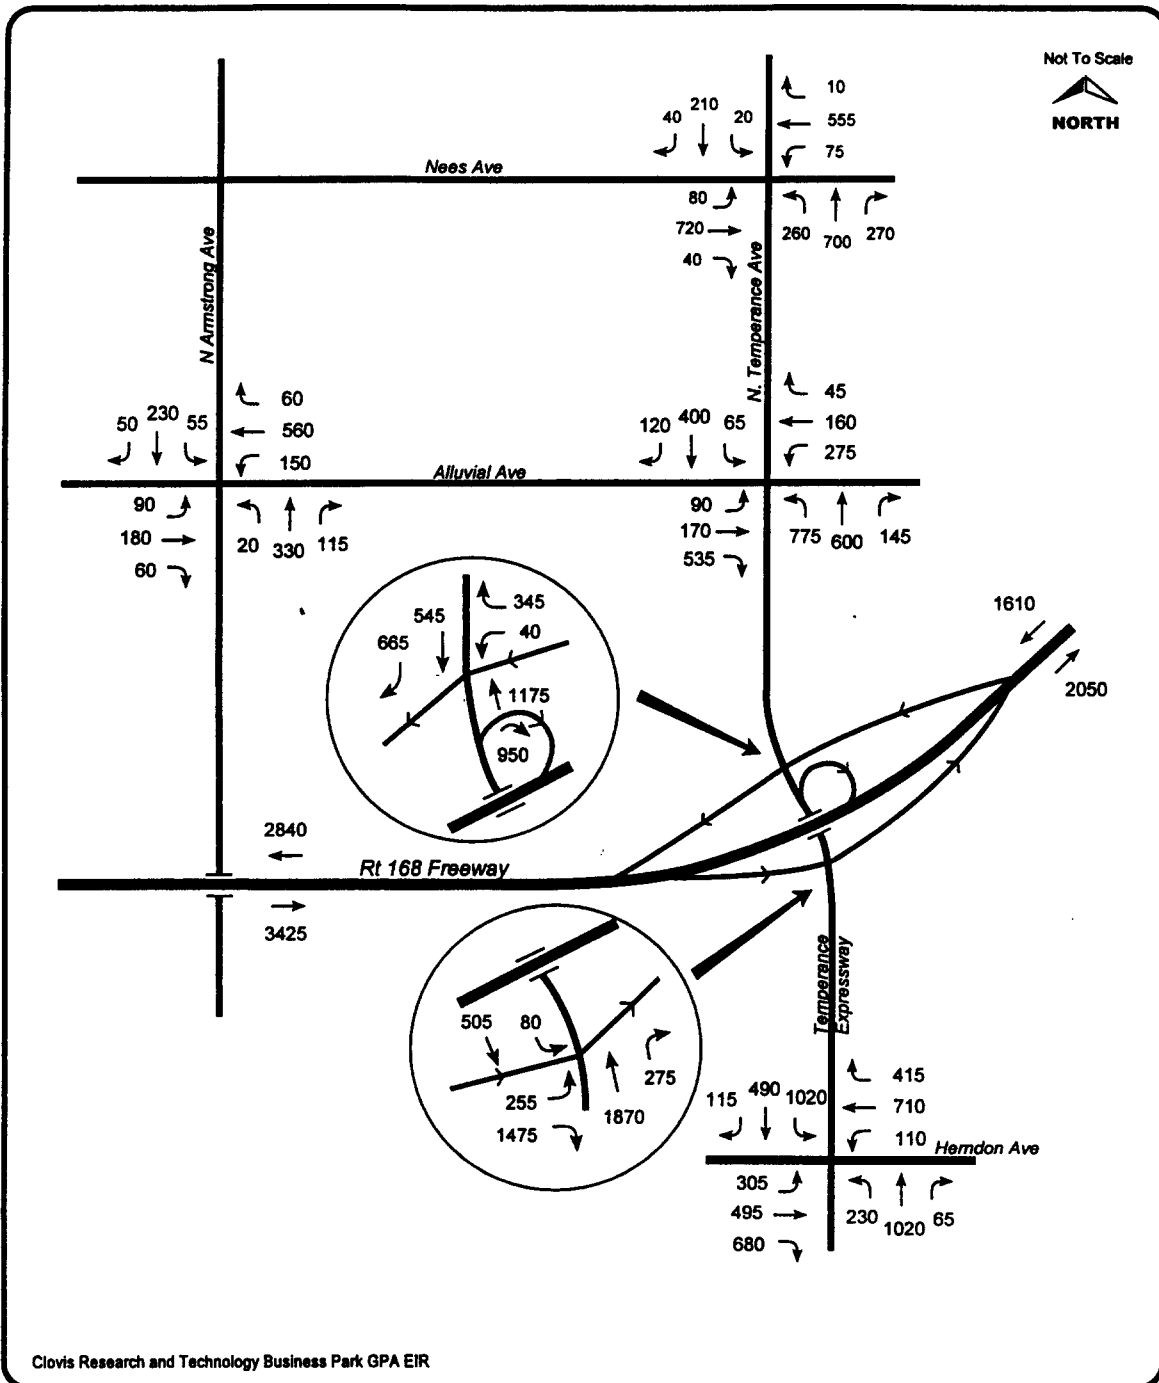 Not To Scale
NORTH
10
40 210 20
555
75
Nees Ave
80
720
40
260 700 270
N Armstrong Ave
N. Temperance Ave
60
50 230 55
560
150
45
120 400 65
160
275
Alluvial Ave
90
180
60
20 330 115
90
170
535
775 600 145
345
545
40
665
1175
950
1610
2050
2840
Rt 168 Freeway
3425
Temperance
Expressway
505 80
275
255
1870
1475
415
115 490 1020
710
110
Herndon Ave
305
495
680
230 1020 65
Clovis Research and Technology Business Park GPA EIR